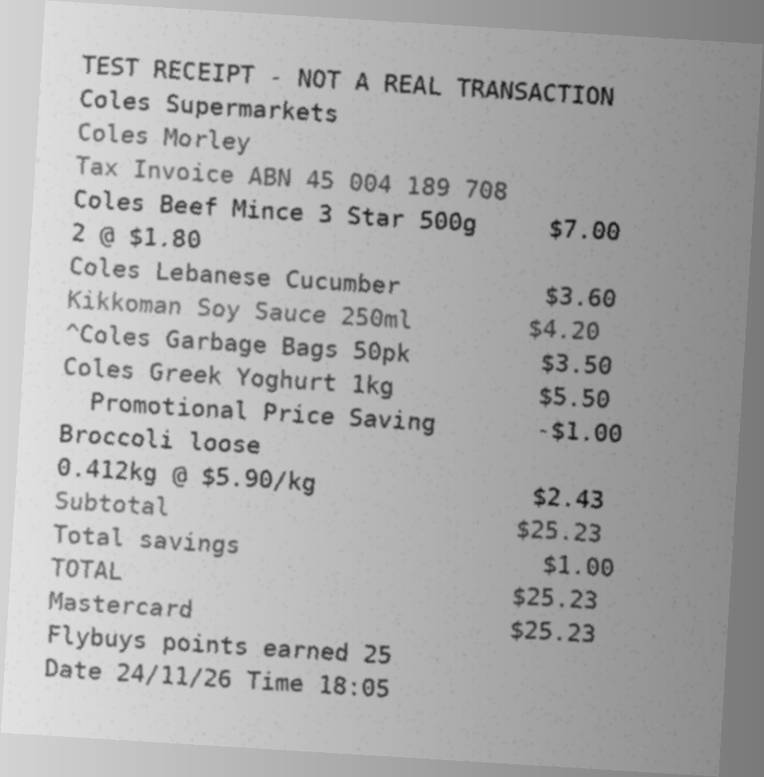 TEST RECEIPT - NOT A REAL TRANSACTION
Coles Supermarkets
Coles Morley
Tax Invoice ABN 45 004 189 708
Coles Beef Mince 3 Star 500g $7.00
2 @ $1.80
Coles Lebanese Cucumber $3.60
Kikkoman Soy Sauce 250ml $4.20
^Coles Garbage Bags 50pk $3.50
Coles Greek Yoghurt 1kg $5.50
Promotional Price Saving -$1.00
Broccoli loose
0.412kg @ $5.90/kg $2.43
Subtotal $25.23
Total savings $1.00
TOTAL $25.23
Mastercard $25.23
Flybuys points earned 25
Date 24/11/26 Time 18:05